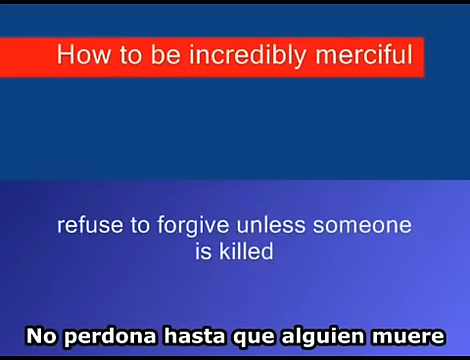 How to be incredibly merciful
refuse to forgive unless someone
is killed
No perdona hasta que alguien muere